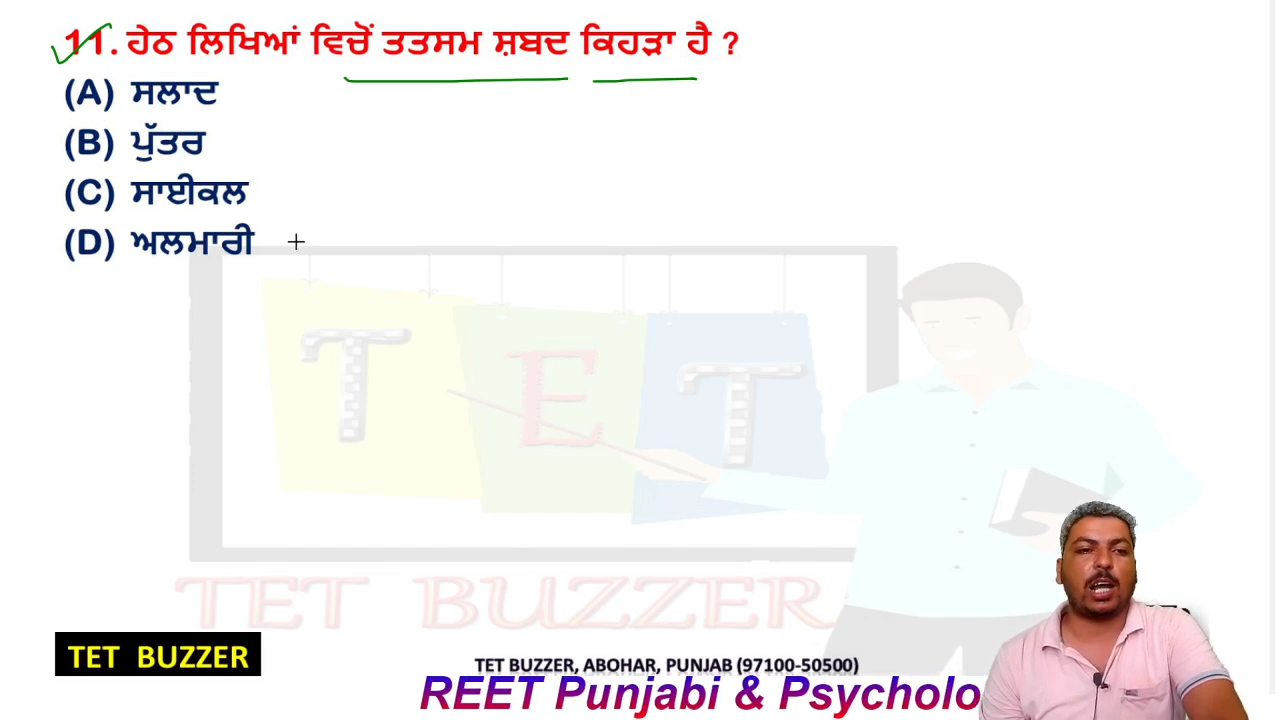 11. ਹੇਠ ਲਿਖਿਆਂ ਵਿਚੋਂ ਤਤਸਮ ਸ਼ਬਦ ਕਿਹੜਾ ਹੈ ?
(A) ਸਲਾਦ
(B) ਪੁੱਤਰ
(C) ਸਾਈਕਲ
(D) ਅਲਮਾਰੀ
T E T
TET BUZZER
TET BUZZER
TET BUZZER, ABOHAR, PUNJAB (97100-50500)
REET Punjabi & Psycholo